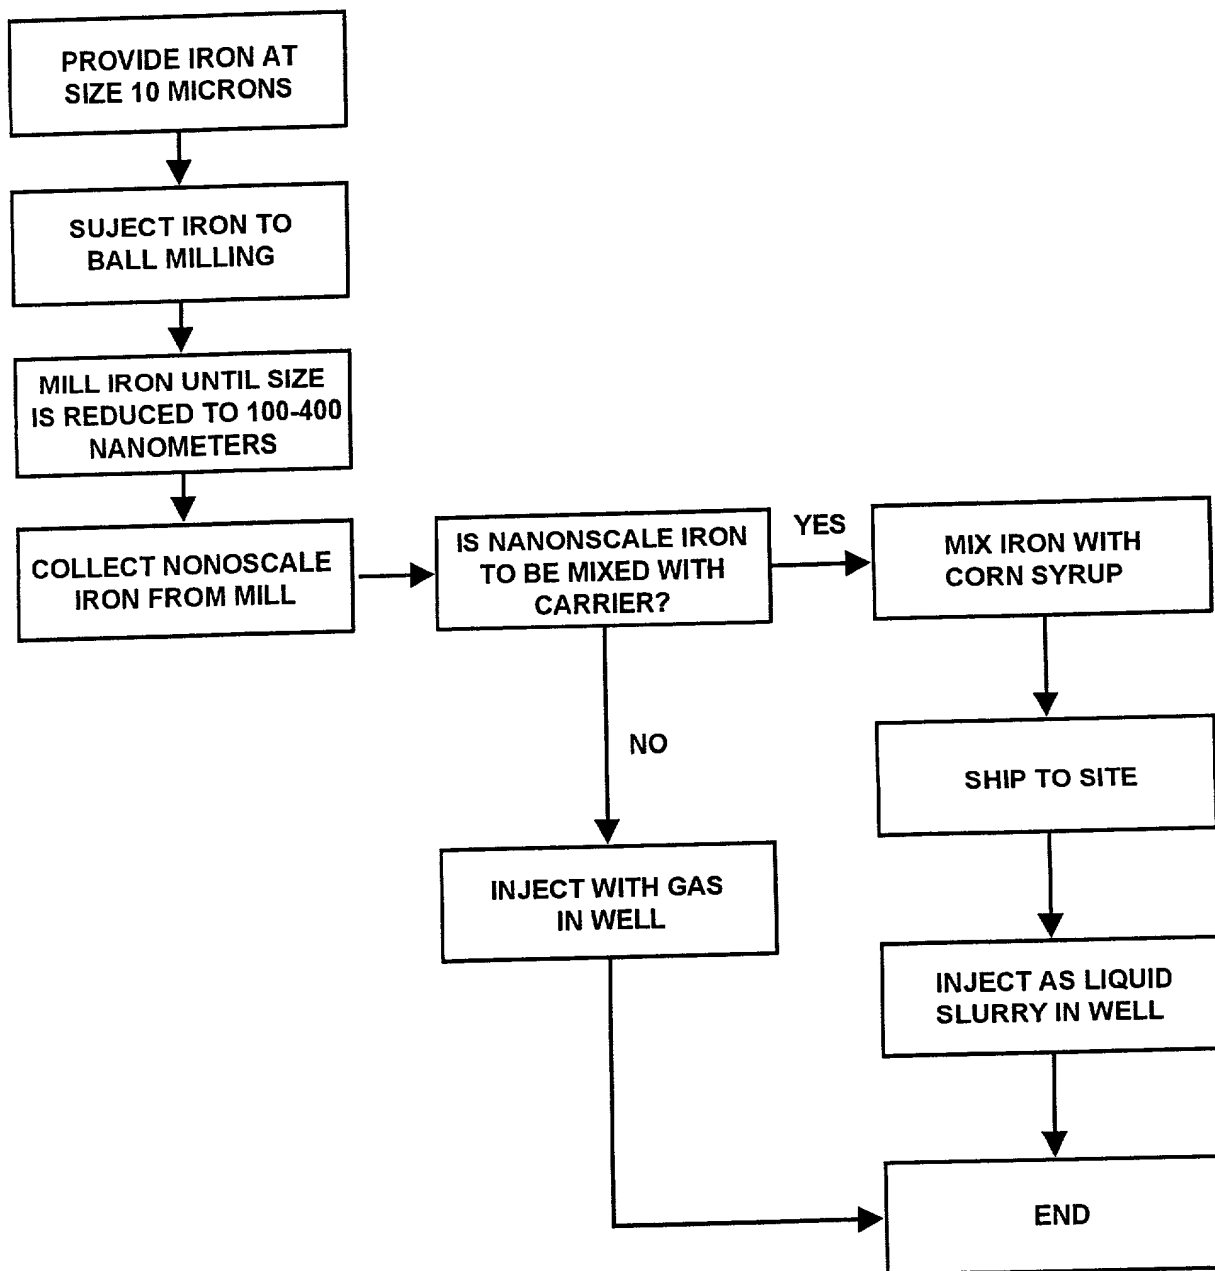 PROVIDE IRON AT
SIZE 10 MICRONS
SUJECT IRON TO
BALL MILLING
MILL IRON UNTIL SIZE
IS REDUCED TO 100-400
NANOMETERS
COLLECT NONOSCALE
IRON FROM MILL
IS NANONSCALE IRON
TO BE MIXED WITH
CARRIER?
YES
MIX IRON WITH
CORN SYRUP
NO
SHIP TO SITE
INJECT WITH GAS
IN WELL
INJECT AS LIQUID
SLURRY IN WELL
END